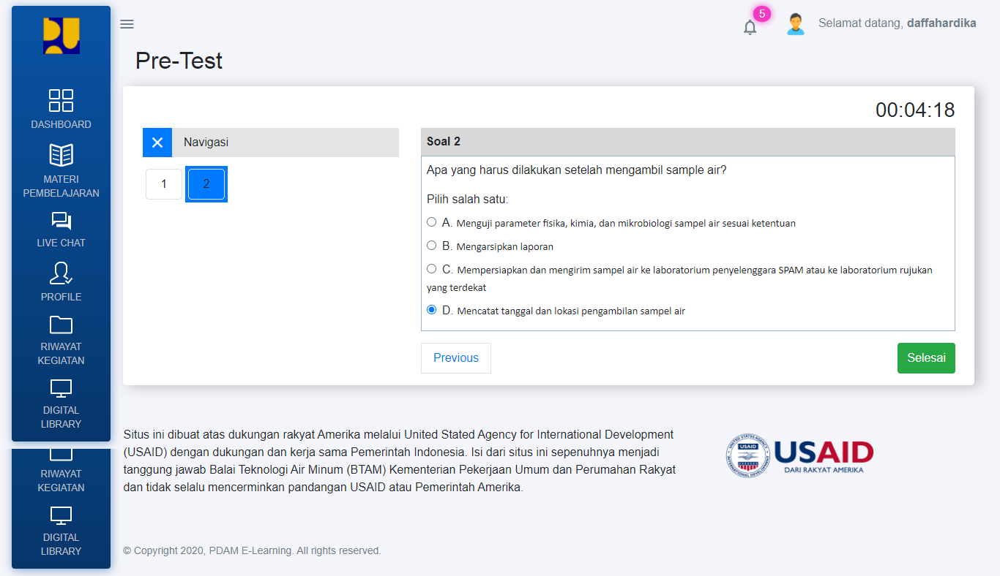 5
Selamat datang, daffahardika
Pre-Test
DASHBOARD
MATERI
PEMBELAJARAN
LIVE CHAT
PROFILE
RIWAYAT
KEGIATAN
DIGITAL
LIBRARY
RIWAYAT
KEGIATAN
DIGITAL
LIBRARY
00:04:18
Navigasi
1
2
Soal 2
Apa yang harus dilakukan setelah mengambil sample air?
Pilih salah satu:
A. Menguji parameter fisika, kimia, dan mikrobiologi sampel air sesuai ketentuan
B. Mengarsipkan laporan
C. Mempersiapkan dan mengirim sampel air ke laboratorium penyelenggara SPAM atau ke laboratorium rujukan
yang terdekat
D. Mencatat tanggal dan lokasi pengambilan sampel air
Previous
Selesai
Situs ini dibuat atas dukungan rakyat Amerika melalui United Stated Agency for International Development
(USAID) dengan dukungan dan kerja sama Pemerintah Indonesia. Isi dari situs ini sepenuhnya menjadi
tanggung jawab Balai Teknologi Air Minum (BTAM) Kementerian Pekerjaan Umum dan Perumahan Rakyat
dan tidak selalu mencerminkan pandangan USAID atau Pemerintah Amerika.
UNITED STATES AGENCY
USAID
INTERNATIONAL DEVELOPMENT
USAID
DARI RAKYAT AMERIKA
© Copyright 2020, PDAM E-Learning. All rights reserved.